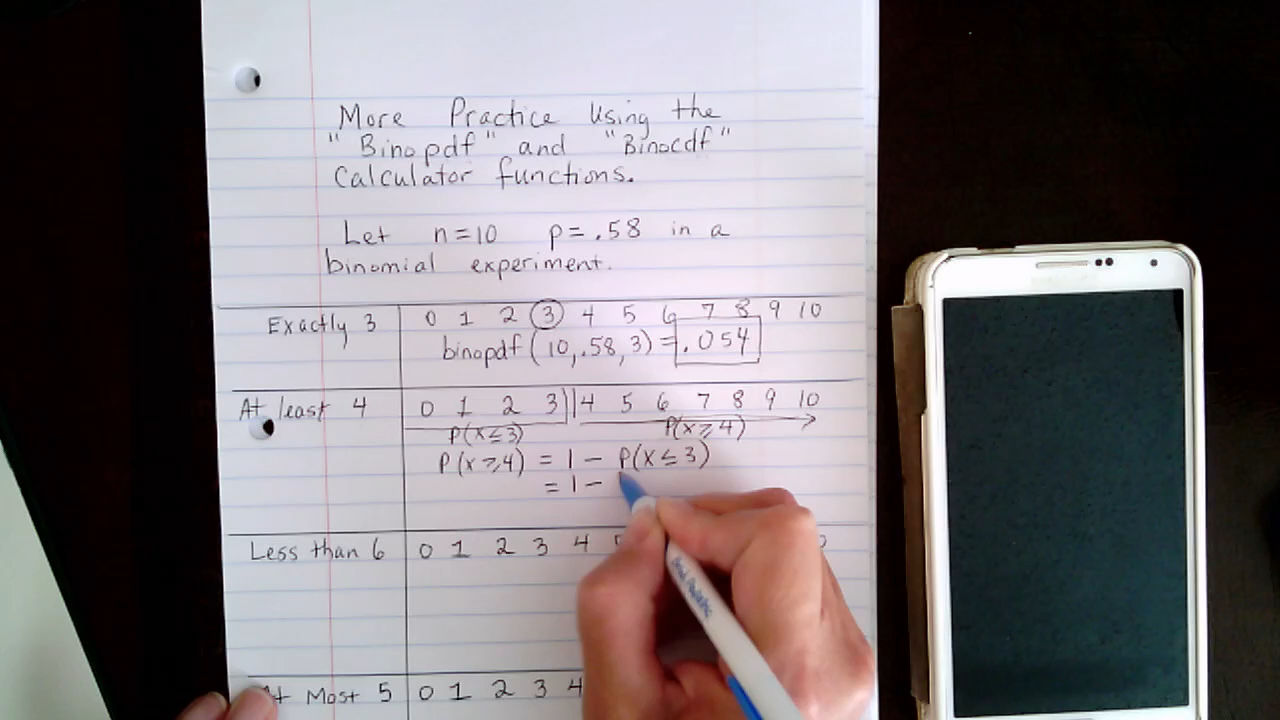 More Practice Using the
"Binopdf" and "Binocdf"
Calculator functions.
Let n=10 p=.58 in a
binomial experiment.
Exactly 3 0 1 2 3 4 5 6 7 8 9 10
binopdf(10,.58,3) = .054
At least 4 0 1 2 3 4 5 6 7 8 9 10
P(x≤3) P(x≥4)
P(x≥4) = 1 - P(x≤3)
= 1 -
Less than 6 0 1 2 3 4
At Most 5 0 1 2 3 4